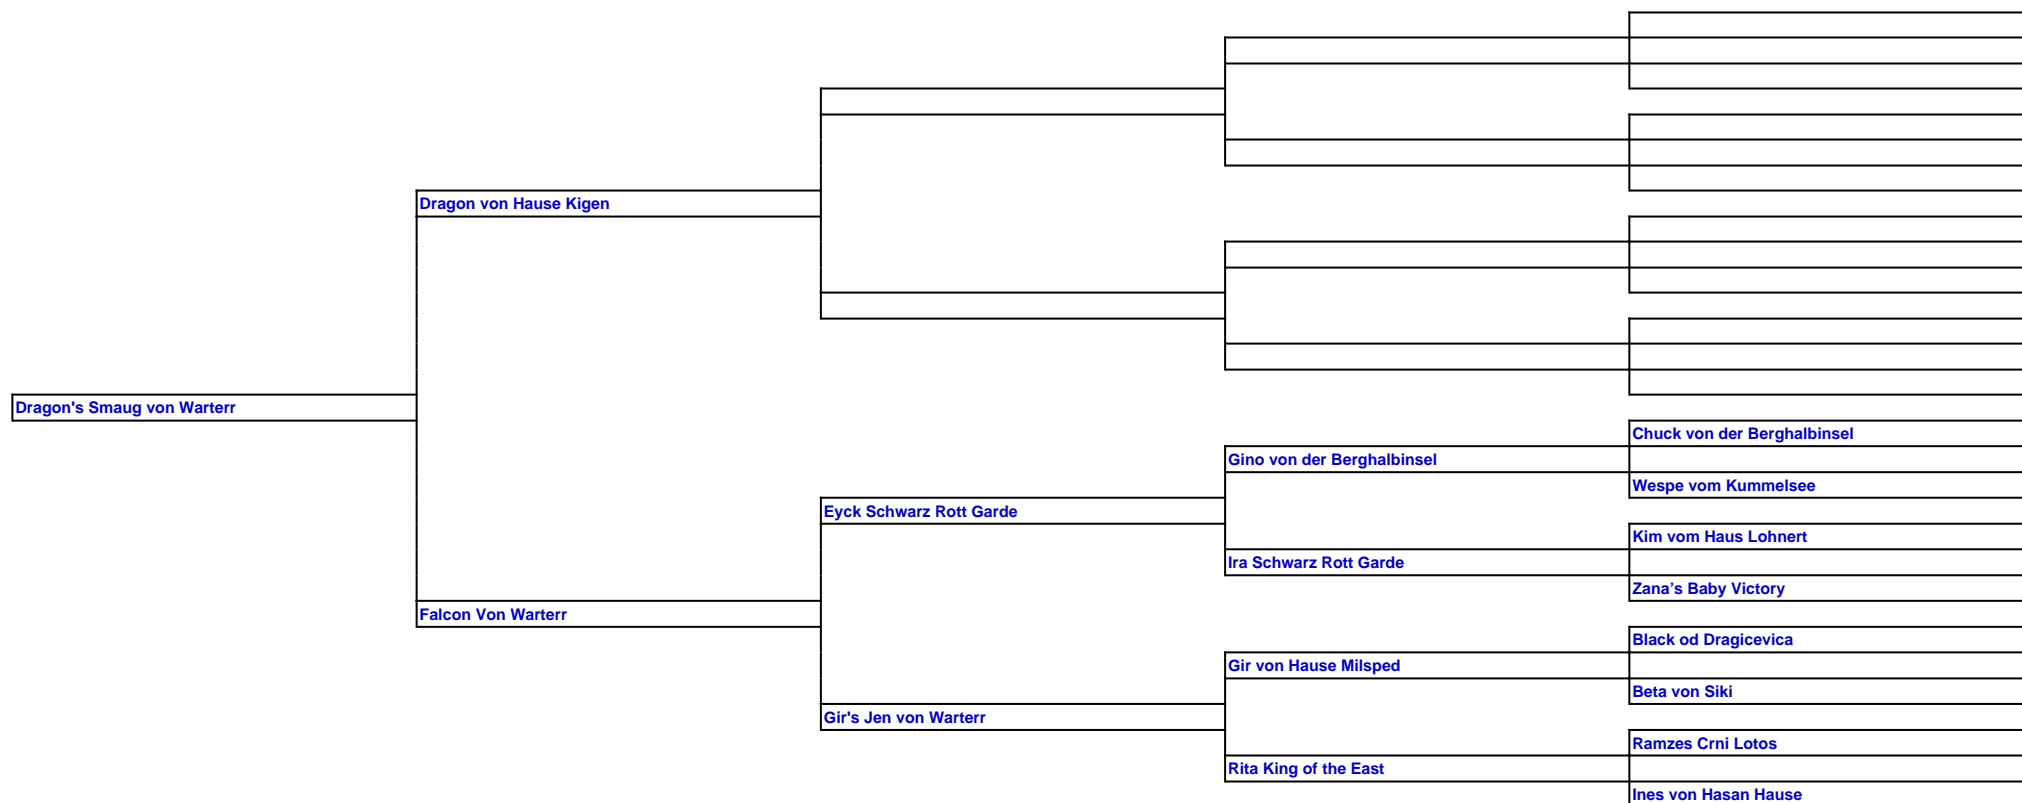 Dragon von Hause Kigen
Dragon's Smaug von Warterr
Chuck von der Berghalbinsel
Gino von der Berghalbinsel
Wespe vom Kummelsee
Eyck Schwarz Rott Garde
Kim vom Haus Lohnert
Ira Schwarz Rott Garde
Zana’s Baby Victory
Falcon Von Warterr
Black od Dragicevica
Gir von Hause Milsped
Beta von Siki
Gir's Jen von Warterr
Ramzes Crni Lotos
Rita King of the East
Ines von Hasan Hause